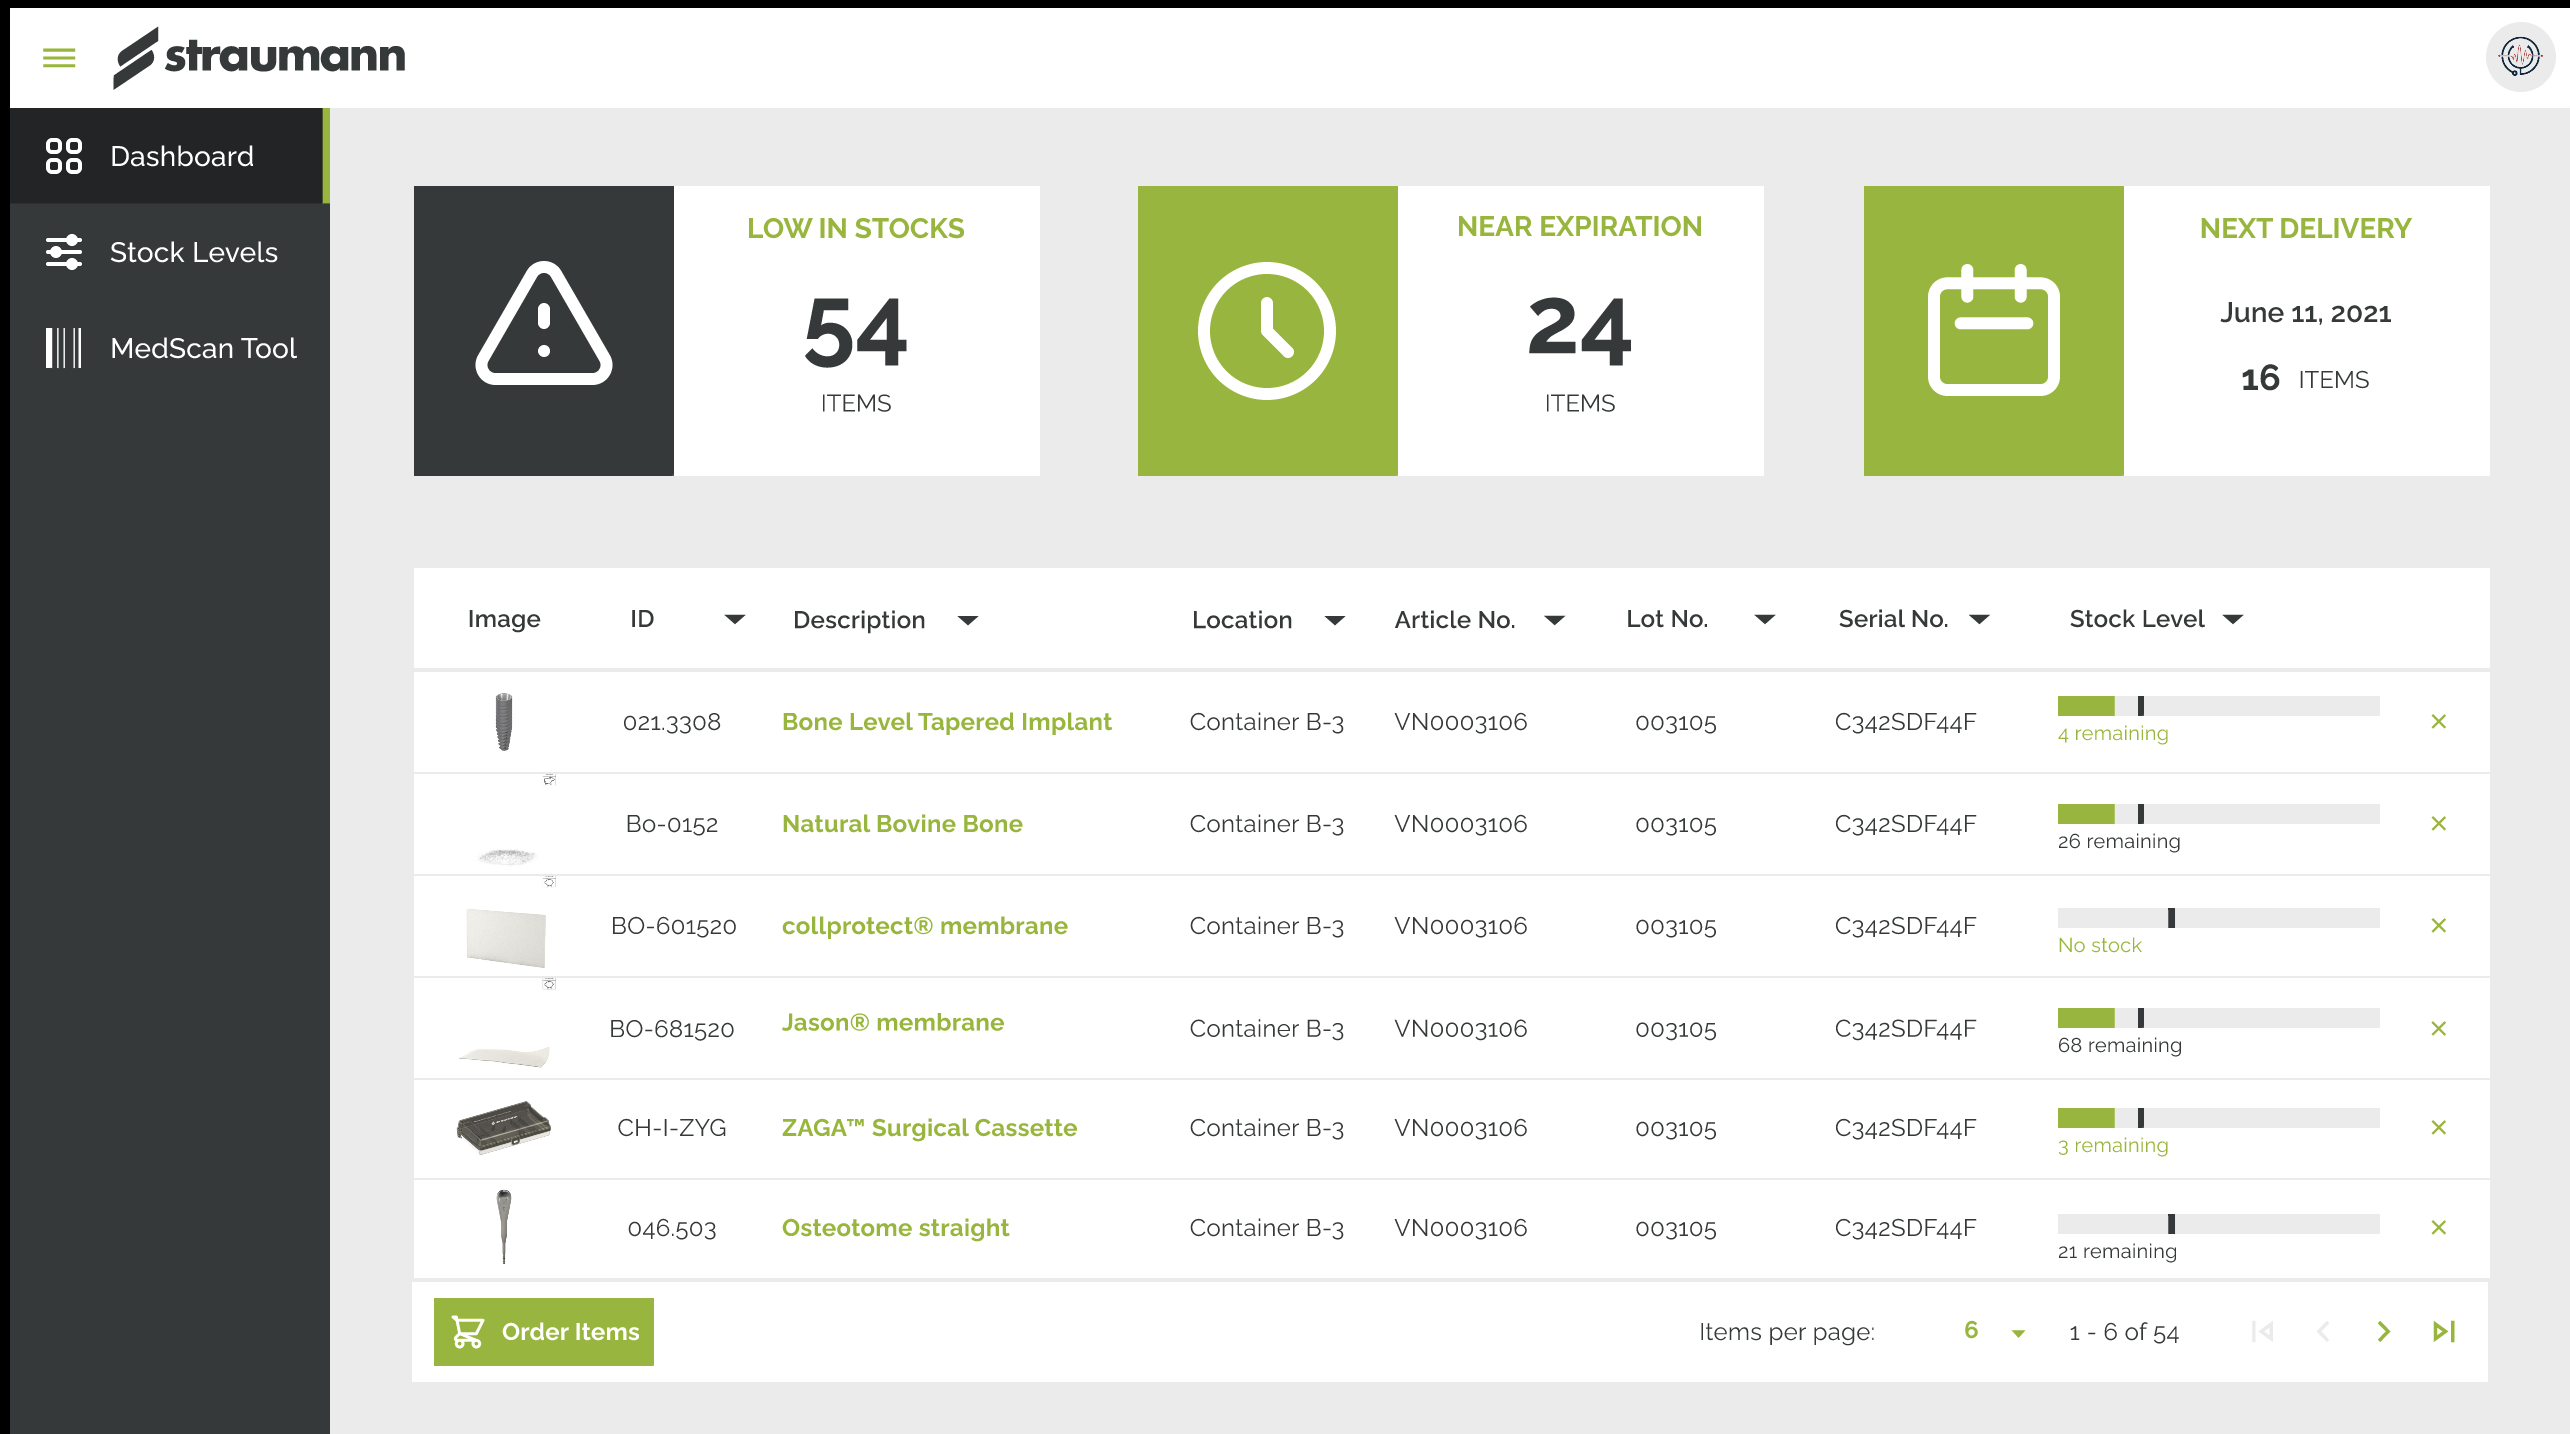 straumann
Dashboard
Stock Levels
MedScan Tool
LOW IN STOCKS
54
ITEMS
NEAR EXPIRATION
24
ITEMS
NEXT DELIVERY
June 11, 2021
16 ITEMS
Image ID Description Location Article No. Lot No. Serial No. Stock Level
021.3308 Bone Level Tapered Implant Container B-3 VN0003106 003105 C342SDF44F 4 remaining
Bo-0152 Natural Bovine Bone Container B-3 VN0003106 003105 C342SDF44F 26 remaining
BO-601520 collprotect® membrane Container B-3 VN0003106 003105 C342SDF44F No stock
BO-681520 Jason® membrane Container B-3 VN0003106 003105 C342SDF44F 68 remaining
CH-I-ZYG ZAGA™ Surgical Cassette Container B-3 VN0003106 003105 C342SDF44F 3 remaining
046.503 Osteotome straight Container B-3 VN0003106 003105 C342SDF44F 21 remaining
Order Items
Items per page: 6 1 - 6 of 54